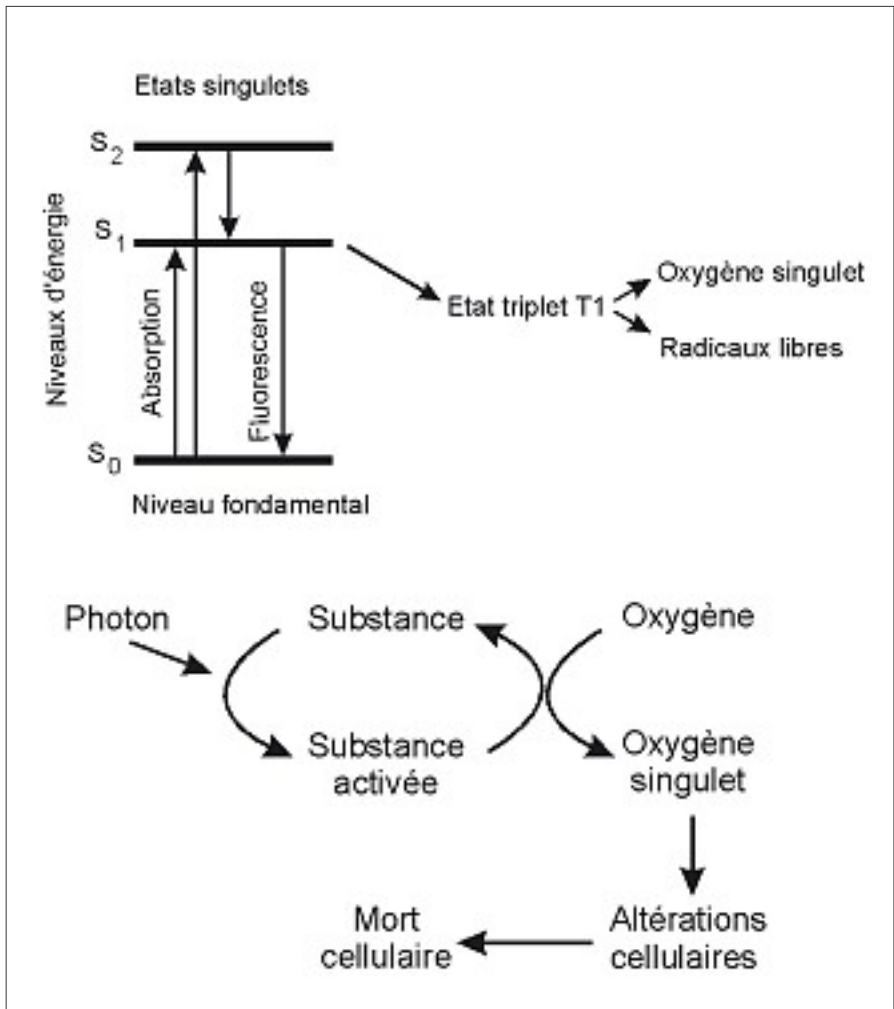 Etats singulets
S2
S1
S0
Niveaux d'énergie
Absorption
Fluorescence
Niveau fondamental
Etat triplet T1
Oxygène singulet
Radicaux libres
Photon
Substance
Oxygène
Substance
activée
Oxygène
singulet
Mort
cellulaire
Altérations
cellulaires